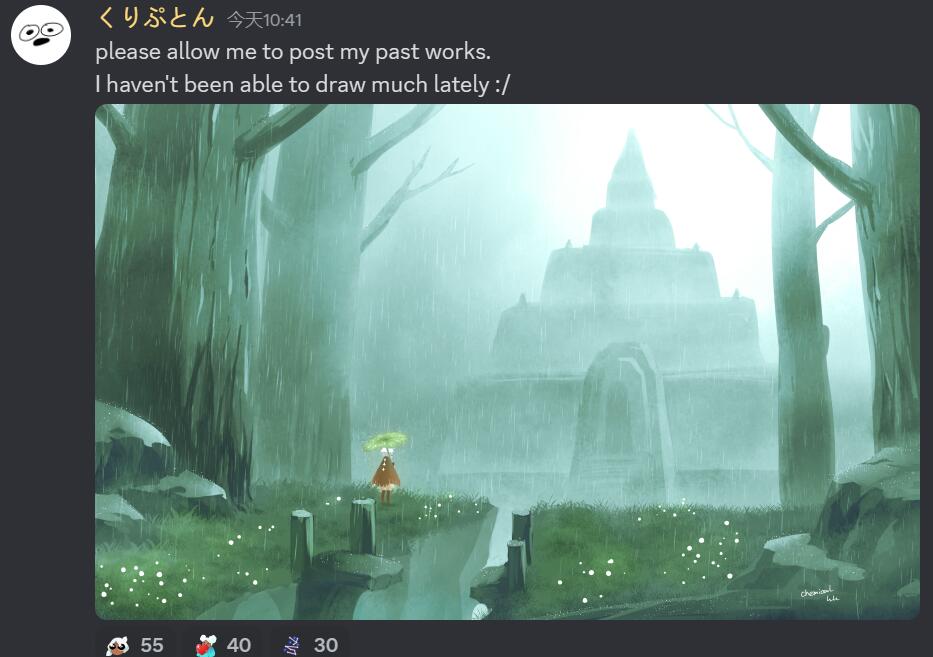 くりぷとん 今天10:41
please allow me to post my past works.
I haven't been able to draw much lately :/
chemical
55 40 30